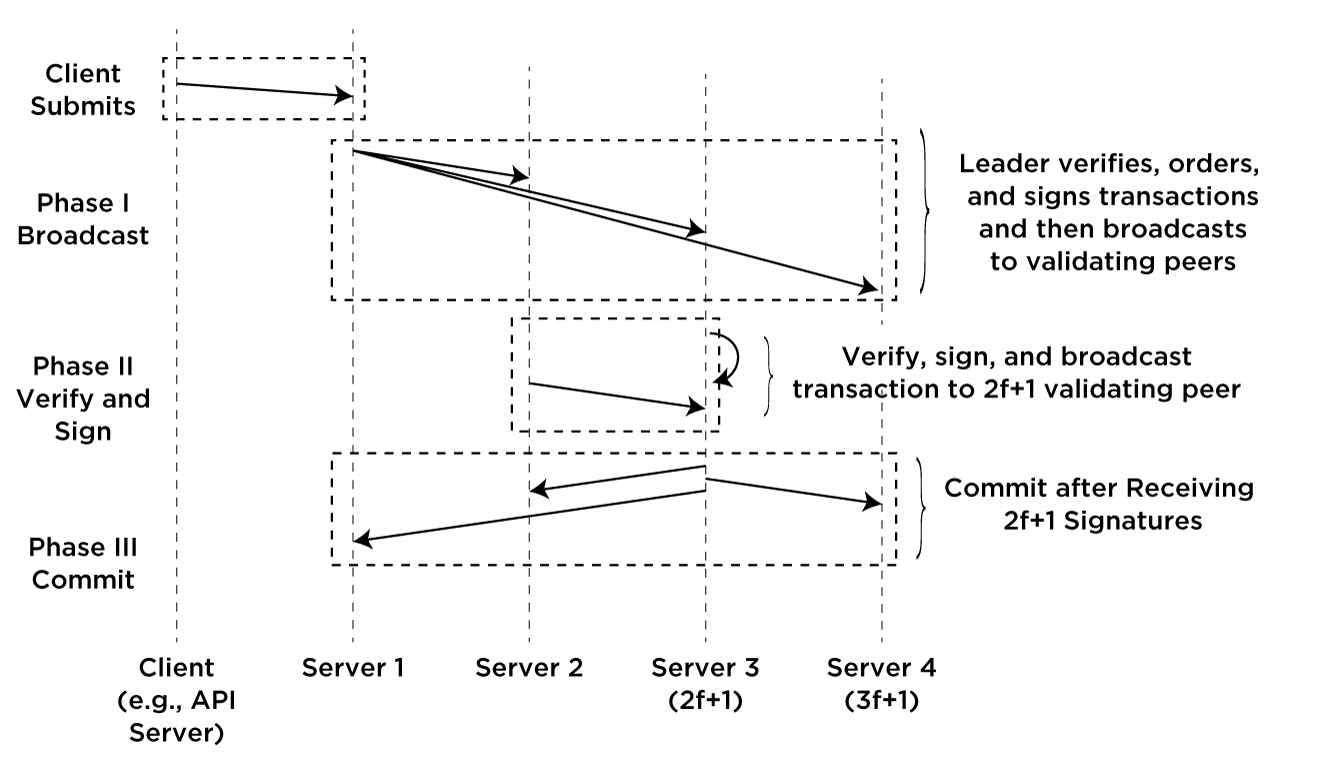 Client
Submits
Phase I
Broadcast
Leader verifies, orders,
and signs transactions
and then broadcasts
to validating peers
Phase II
Verify and
Sign
Verify, sign, and broadcast
transaction to 2f+1 validating peer
Phase III
Commit
Commit after Receiving
2f+1 Signatures
Client
(e.g., API
Server)
Server 1
Server 2
Server 3
(2f+1)
Server 4
(3f+1)